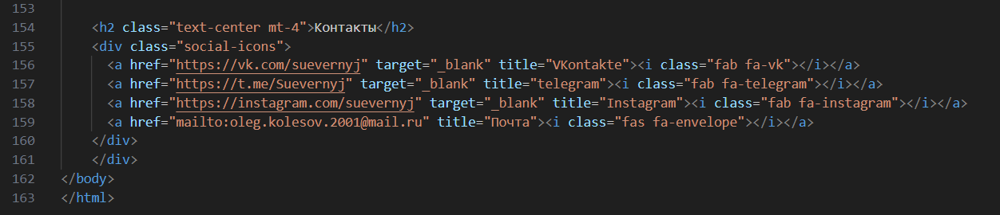 153
154 <h2 class="text-center mt-4">Контакты</h2>
155 <div class="social-icons">
156 <a href="https://vk.com/suevernyj" target="_blank" title="VKontakte"><i class="fab fa-vk"></i></a>
157 <a href="https://t.me/Suevernyj" target="_blank" title="telegram"><i class="fab fa-telegram"></i></a>
158 <a href="https://instagram.com/suevernyj" target="_blank" title="Instagram"><i class="fab fa-instagram"></i></a>
159 <a href="mailto:oleg.kolesov.2001@mail.ru" title="Почта"><i class="fas fa-envelope"></i></a>
160 </div>
161 </div>
162 </body>
163 </html>